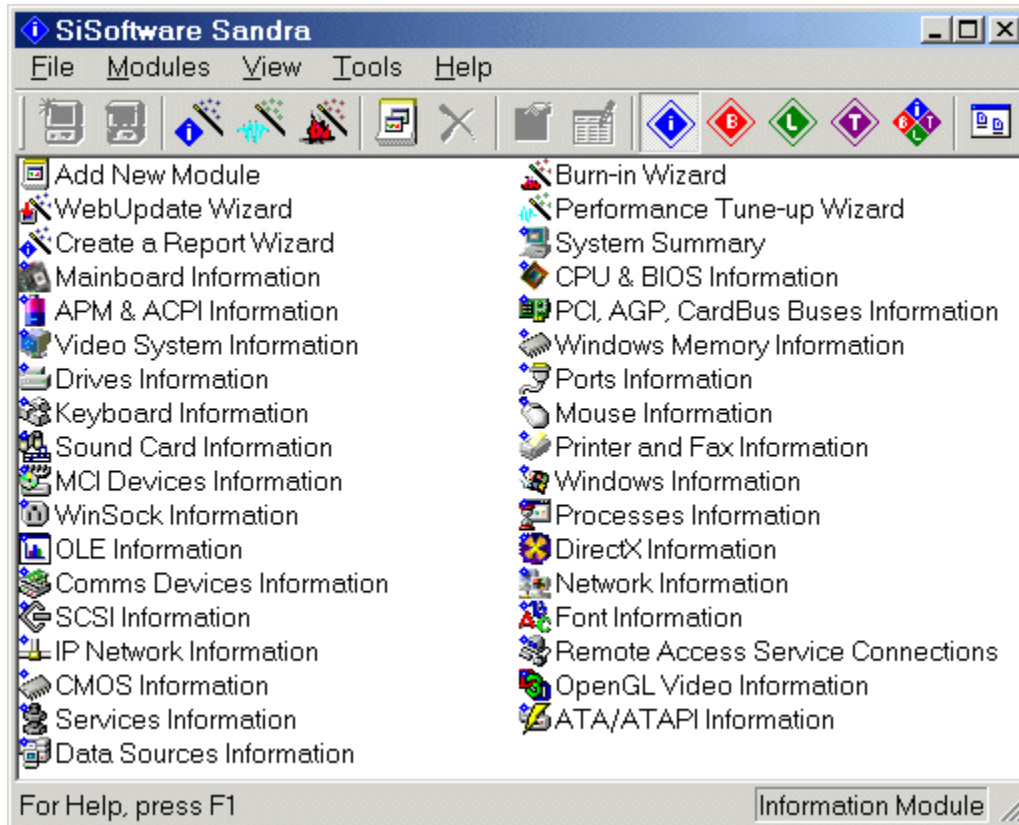 SiSoftware Sandra
File Modules View Tools Help
i B L T B i T L
Add New Module
Burn-in Wizard
WebUpdate Wizard
Performance Tune-up Wizard
Create a Report Wizard
System Summary
Mainboard Information
CPU & BIOS Information
APM & ACPI Information
PCI, AGP, CardBus Buses Information
Video System Information
Windows Memory Information
Drives Information
Ports Information
Keyboard Information
Mouse Information
Sound Card Information
Printer and Fax Information
MCI Devices Information
Windows Information
WinSock Information
Processes Information
OLE Information
DirectX Information
Comms Devices Information
Network Information
SCSI Information
Font Information
IP Network Information
Remote Access Service Connections
CMOS Information
OpenGL Video Information
Services Information
ATA/ATAPI Information
Data Sources Information
For Help, press F1
Information Module